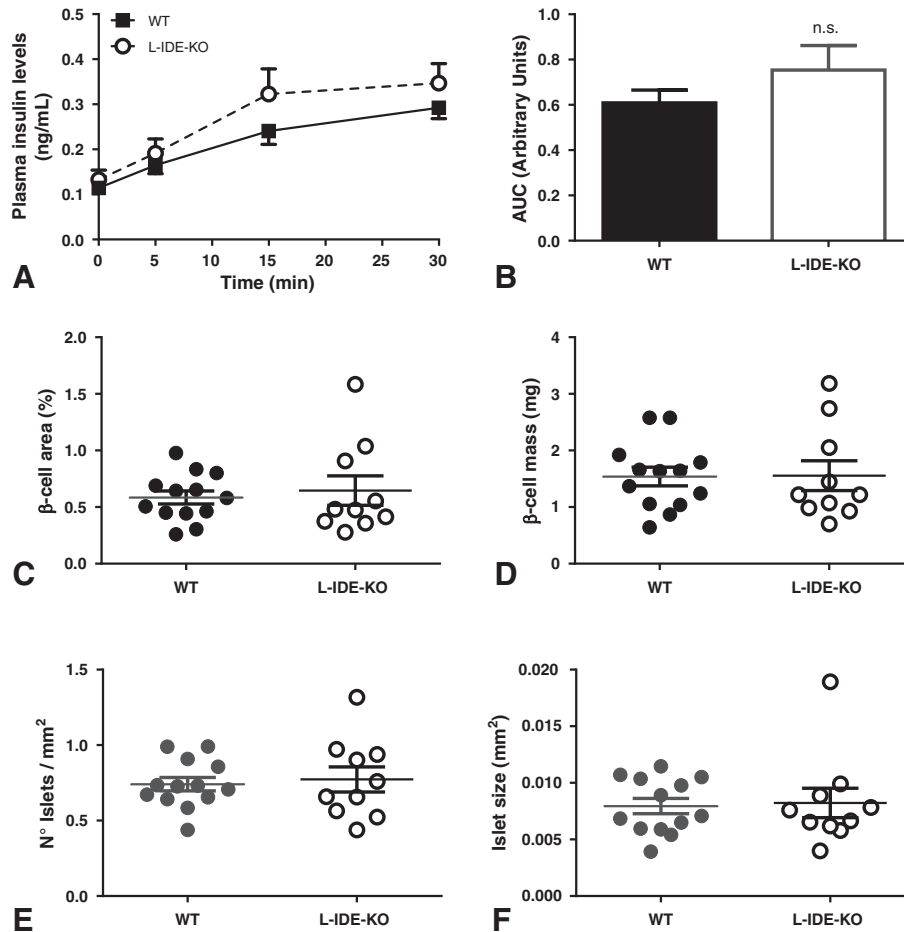 0.5
WT
L-IDE-KO
0.4
0.3
0.2
0.1
0.0
Plasma insulin levels
(ng/mL)
0 5 10 15 20 25 30
Time (min)
A
1.0
n.s.
0.8
0.6
0.4
0.2
0.0
AUC (Arbitrary Units)
WT L-IDE-KO
B
2.0
1.5
1.0
0.5
0.0
β-cell area (%)
WT L-IDE-KO
C
4
3
2
1
0
β-cell mass (mg)
WT L-IDE-KO
D
1.5
1.0
0.5
0.0
N° Islets / mm²
WT L-IDE-KO
E
0.020
0.015
0.010
0.005
0.000
Islet size (mm²)
WT L-IDE-KO
F